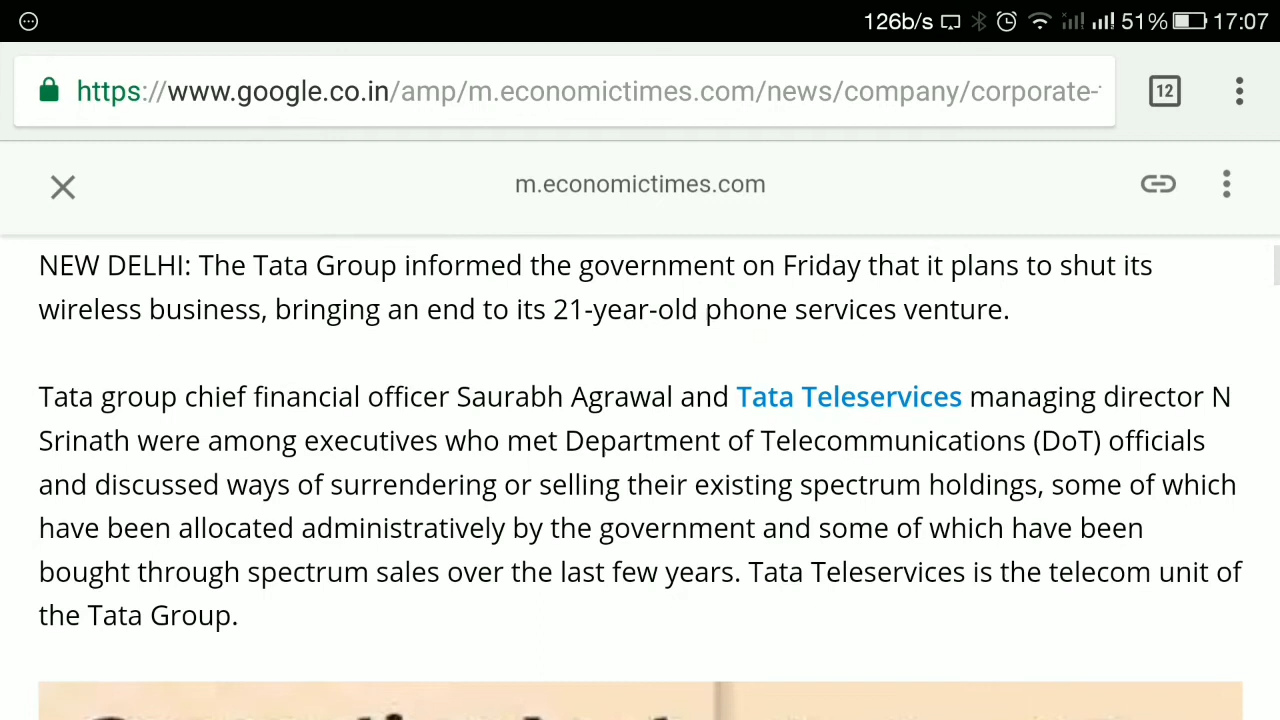 126b/s 51% 17:07
https://www.google.co.in/amp/m.economictimes.com/news/company/corporate- 12
m.economictimes.com
NEW DELHI: The Tata Group informed the government on Friday that it plans to shut its
wireless business, bringing an end to its 21-year-old phone services venture.
Tata group chief financial officer Saurabh Agrawal and Tata Teleservices managing director N
Srinath were among executives who met Department of Telecommunications (DoT) officials
and discussed ways of surrendering or selling their existing spectrum holdings, some of which
have been allocated administratively by the government and some of which have been
bought through spectrum sales over the last few years. Tata Teleservices is the telecom unit of
the Tata Group.